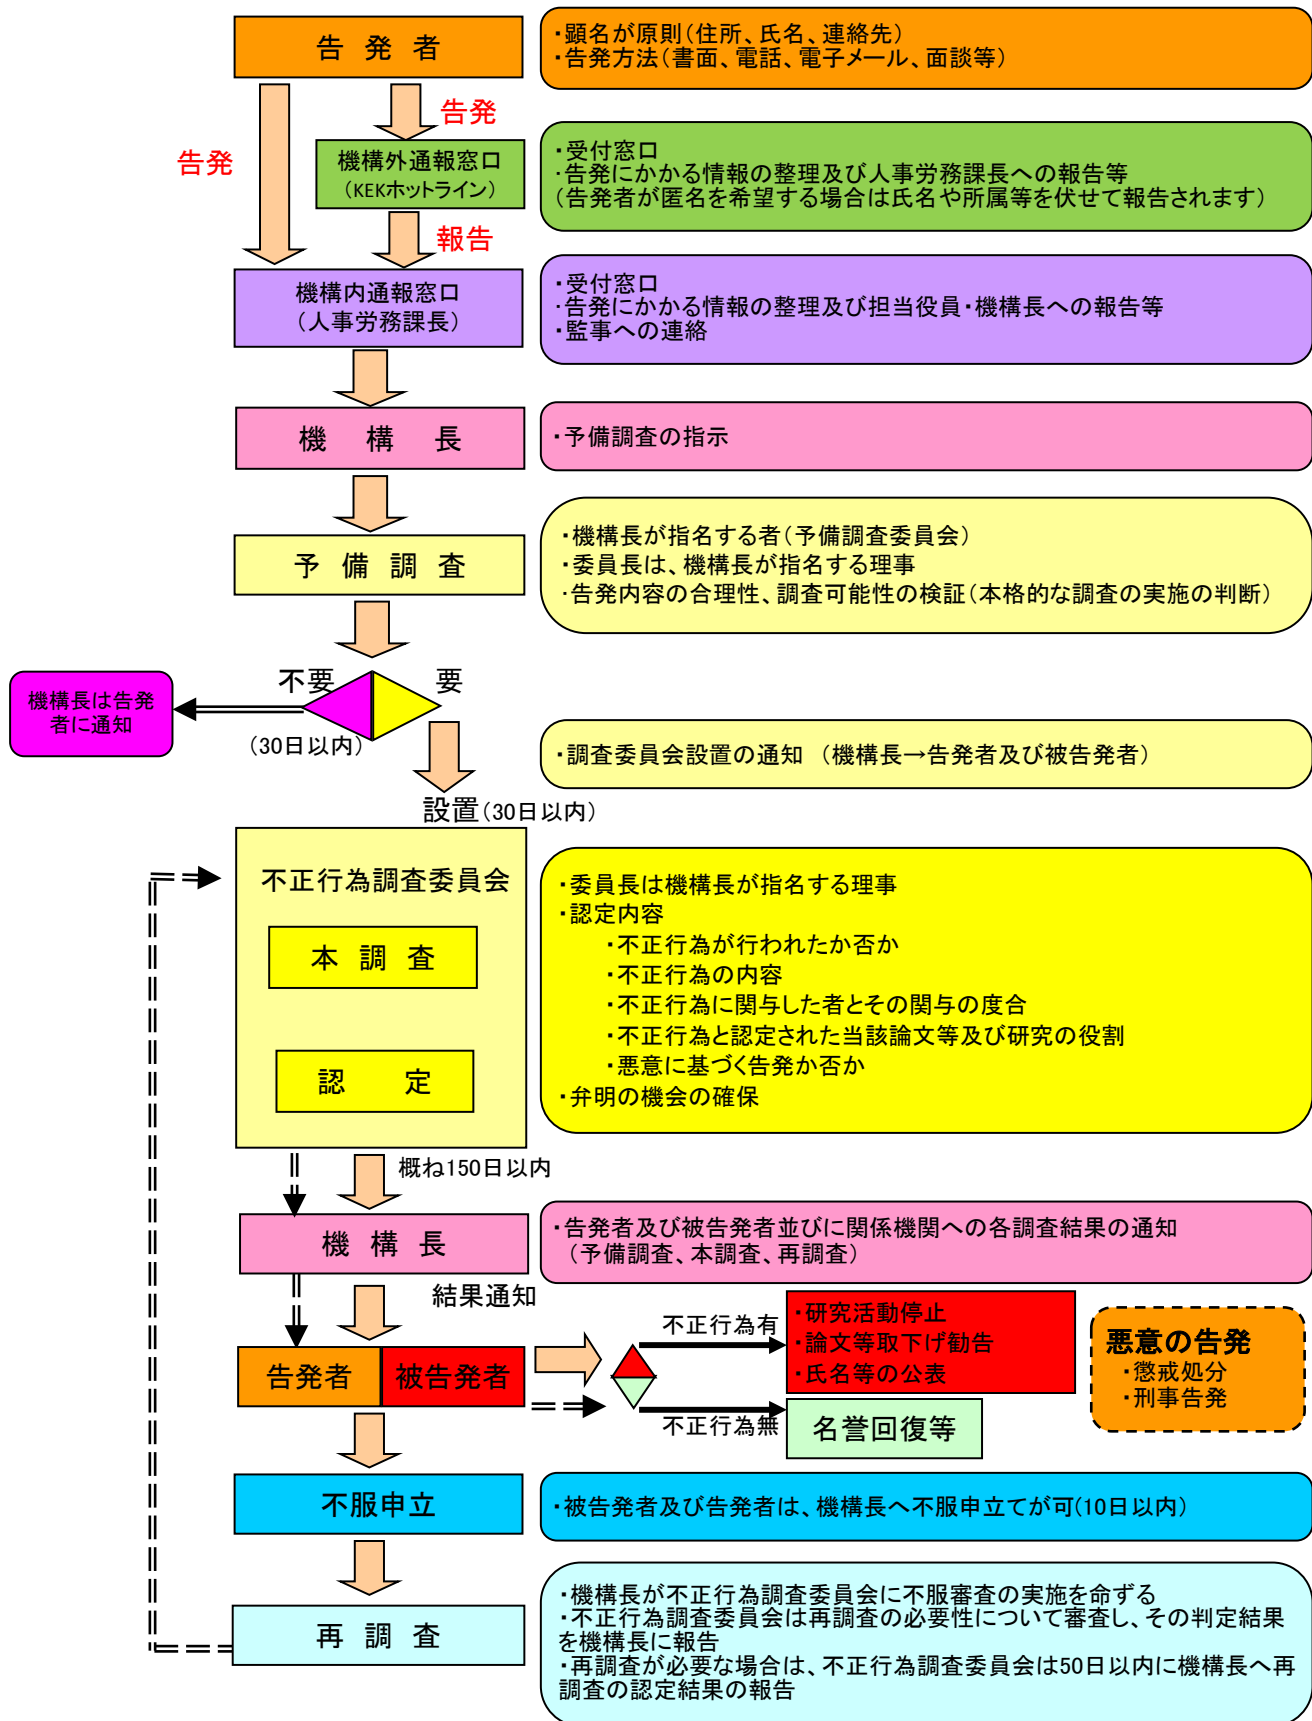 告 発 者
・顕名が原則(住所、氏名、連絡先)
・告発方法(書面、電話、電子メール、面談等)
告発
告発
機構外通報窓口
(KEKホットライン)
・受付窓口
・告発にかかる情報の整理及び人事労務課長への報告等
(告発者が匿名を希望する場合は氏名や所属等を伏せて報告されます)
報告
機構内通報窓口
(人事労務課長)
・受付窓口
・告発にかかる情報の整理及び担当役員・機構長への報告等
・監事への連絡
機 構 長
・予備調査の指示
予 備 調 査
・機構長が指名する者(予備調査委員会)
・委員長は、機構長が指名する理事
・告発内容の合理性、調査可能性の検証(本格的な調査の実施の判断)
不要
要
機構長は告発
者に通知
(30日以内)
・調査委員会設置の通知 (機構長→告発者及び被告発者)
設置(30日以内)
不正行為調査委員会
本 調 査
認 定
・委員長は機構長が指名する理事
・認定内容
・不正行為が行われたか否か
・不正行為の内容
・不正行為に関与した者とその関与の度合
・不正行為と認定された当該論文等及び研究の役割
・悪意に基づく告発か否か
・弁明の機会の確保
概ね150日以内
機 構 長
・告発者及び被告発者並びに関係機関への各調査結果の通知
(予備調査、本調査、再調査)
結果通知
告発者
被告発者
不正行為有
・研究活動停止
・論文等取下げ勧告
・氏名等の公表
不正行為無
名誉回復等
悪意の告発
・懲戒処分
・刑事告発
不服申立
・被告発者及び告発者は、機構長へ不服申立てが可(10日以内)
再 調 査
・機構長が不正行為調査委員会に不服審査の実施を命ずる
・不正行為調査委員会は再調査の必要性について審査し、その判定結果
を機構長に報告
・再調査が必要な場合は、不正行為調査委員会は50日以内に機構長へ再
調査の認定結果の報告